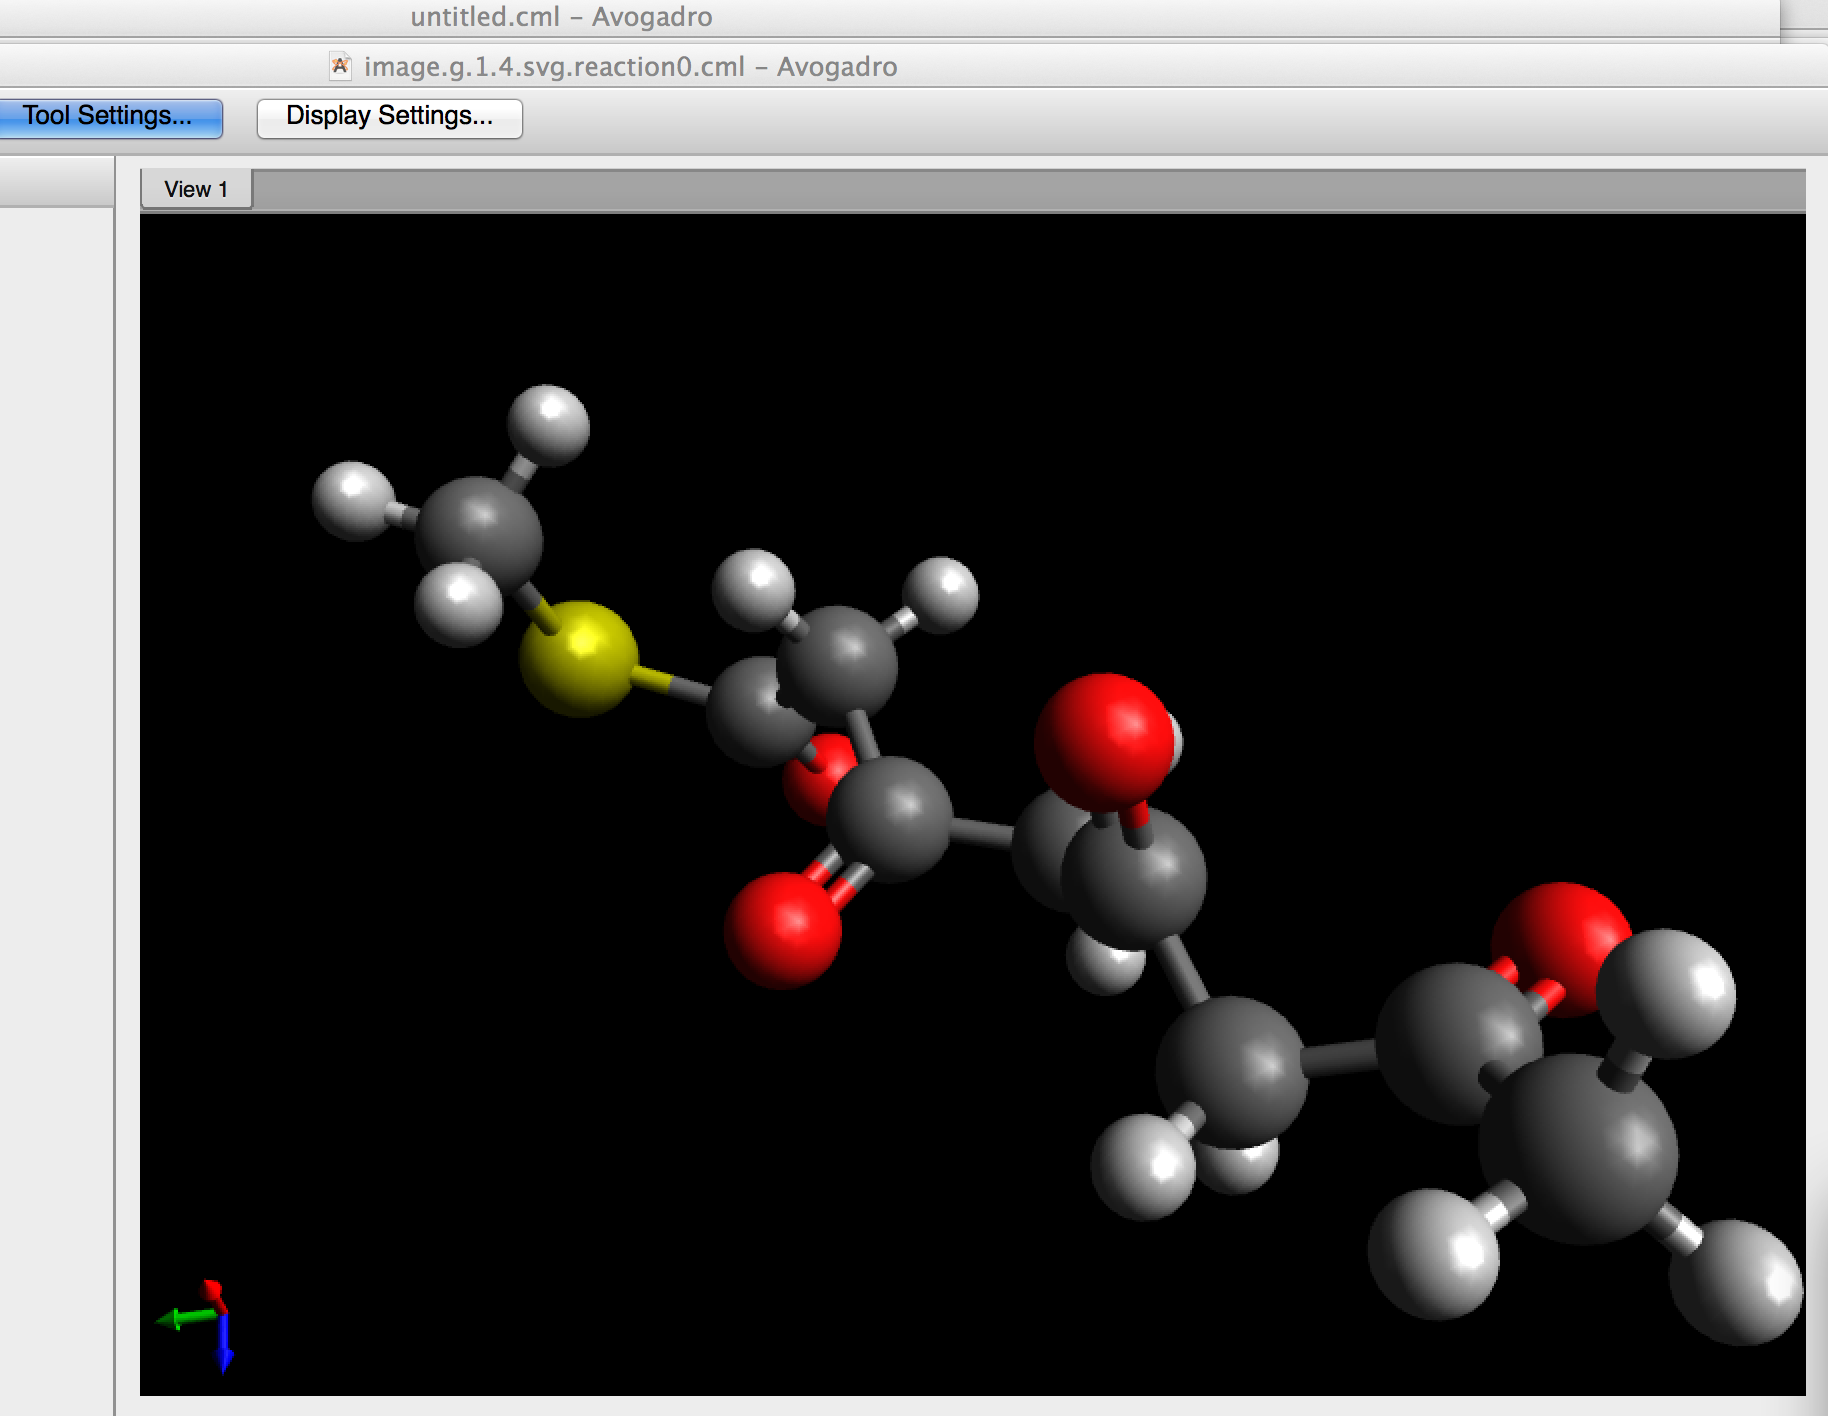 untitled.cml – Avogadro
image.g.1.4.svg.reaction0.cml – Avogadro
Tool Settings... Display Settings...
View 1